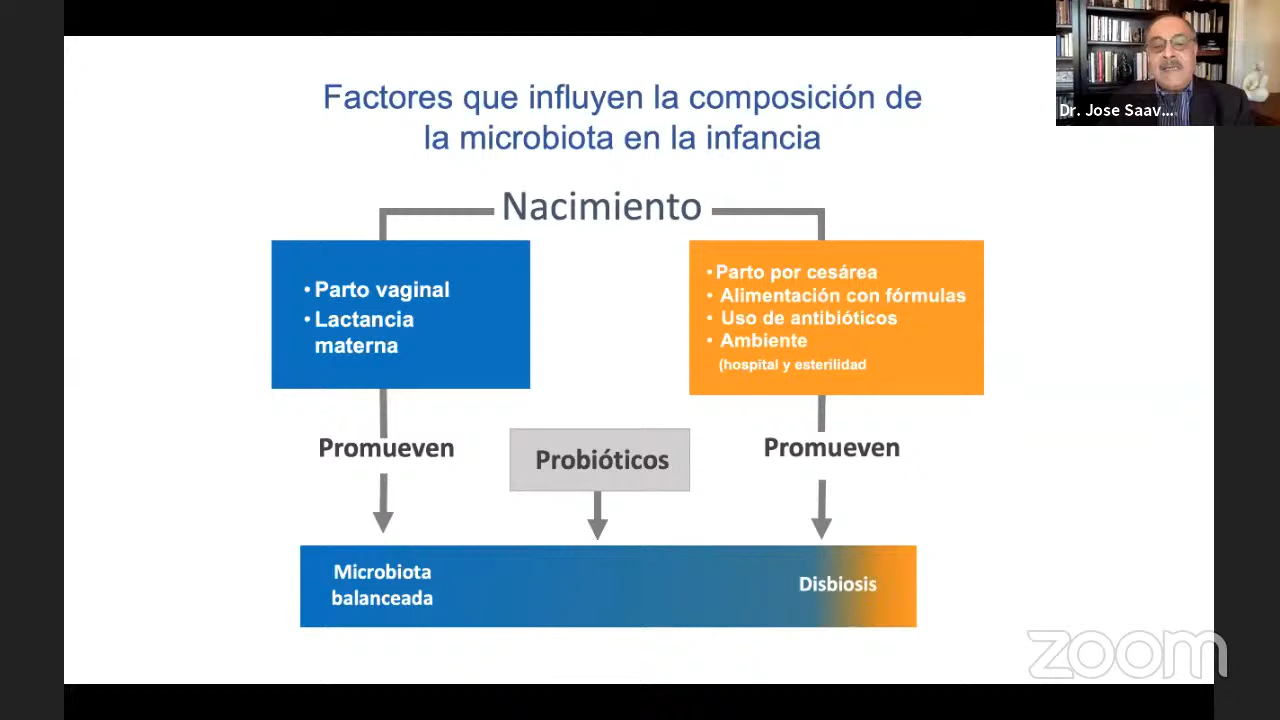 Dr. Jose Saav...
Factores que influyen la composición de
la microbiota en la infancia
Nacimiento
• Parto vaginal
• Lactancia
materna
• Parto por cesárea
• Alimentación con fórmulas
• Uso de antibióticos
• Ambiente
(hospital y esterilidad
Promueven
Probióticos
Promueven
Microbiota
balanceada
Disbiosis
zoom